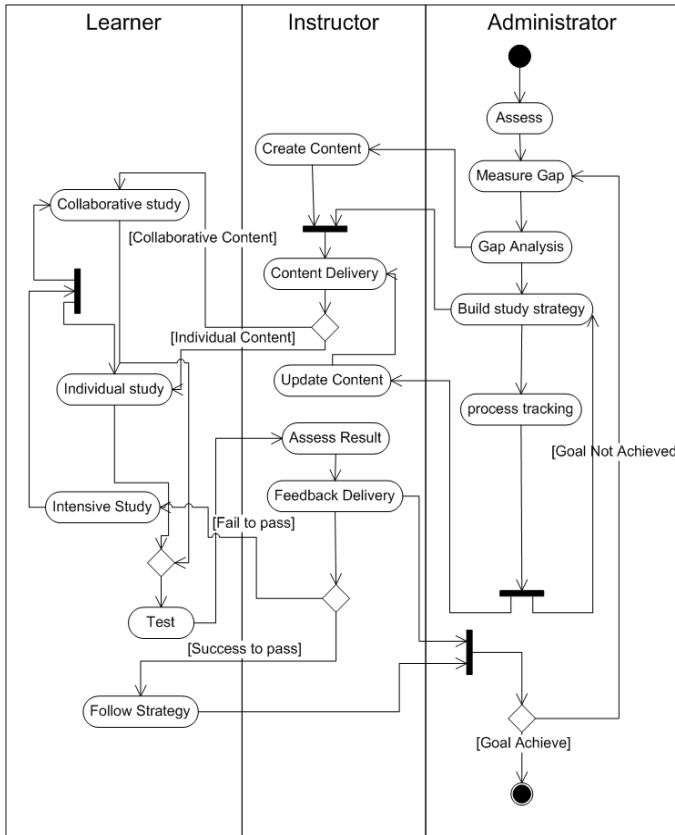 Learner
Instructor
Administrator
Assess
Create Content
Measure Gap
Collaborative study
[Collaborative Content]
Gap Analysis
Content Delivery
Build study strategy
[Individual Content]
Individual study
Update Content
process tracking
Assess Result
[Goal Not Achieved]
Intensive Study
Feedback Delivery
[Fail to pass]
Test
[Success to pass]
Follow Strategy
[Goal Achieve]